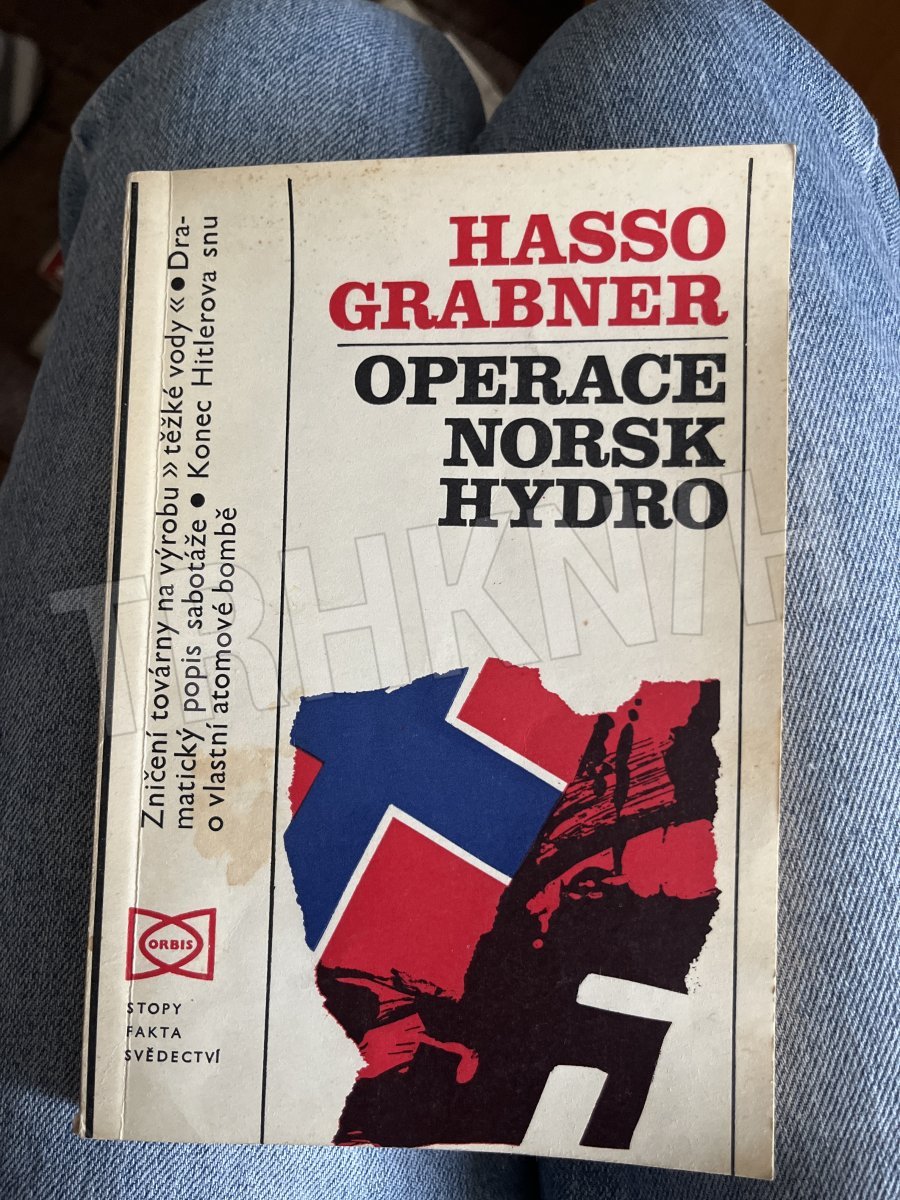 HASSO
GRABNER
OPERACE
NORSK
HYDRO
Zničení továrny na výrobu » těžké vody « ● Dra-
matický popis sabotáže ● Konec Hitlerova snu
o vlastní atomové bombě
ORBIS
STOPY
FAKTA
SVĚDECTVÍ
TRHKNIH